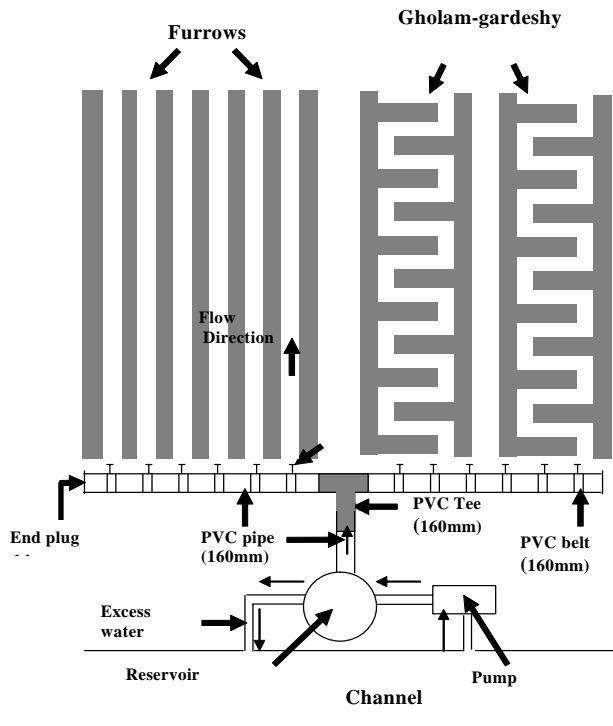 Furrows
Gholam-gardeshy
Flow
Direction
End plug
PVC pipe
(160mm)
PVC Tee
(160mm)
PVC belt
(160mm)
Excess
water
Reservoir
Pump
Channel